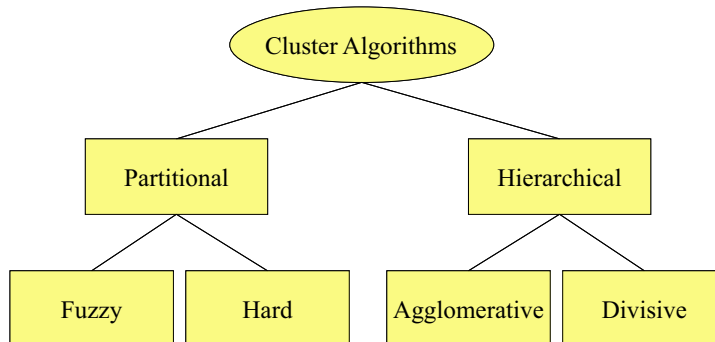 Cluster Algorithms
Partitional
Hierarchical
Fuzzy
Hard
Agglomerative
Divisive